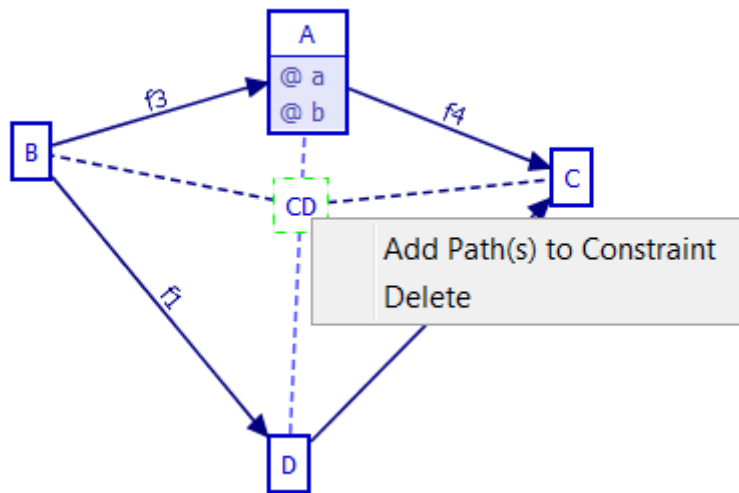 A
@ a
@ b
f3
f4
B
C
CD
Add Path(s) to Constraint
Delete
f1
D